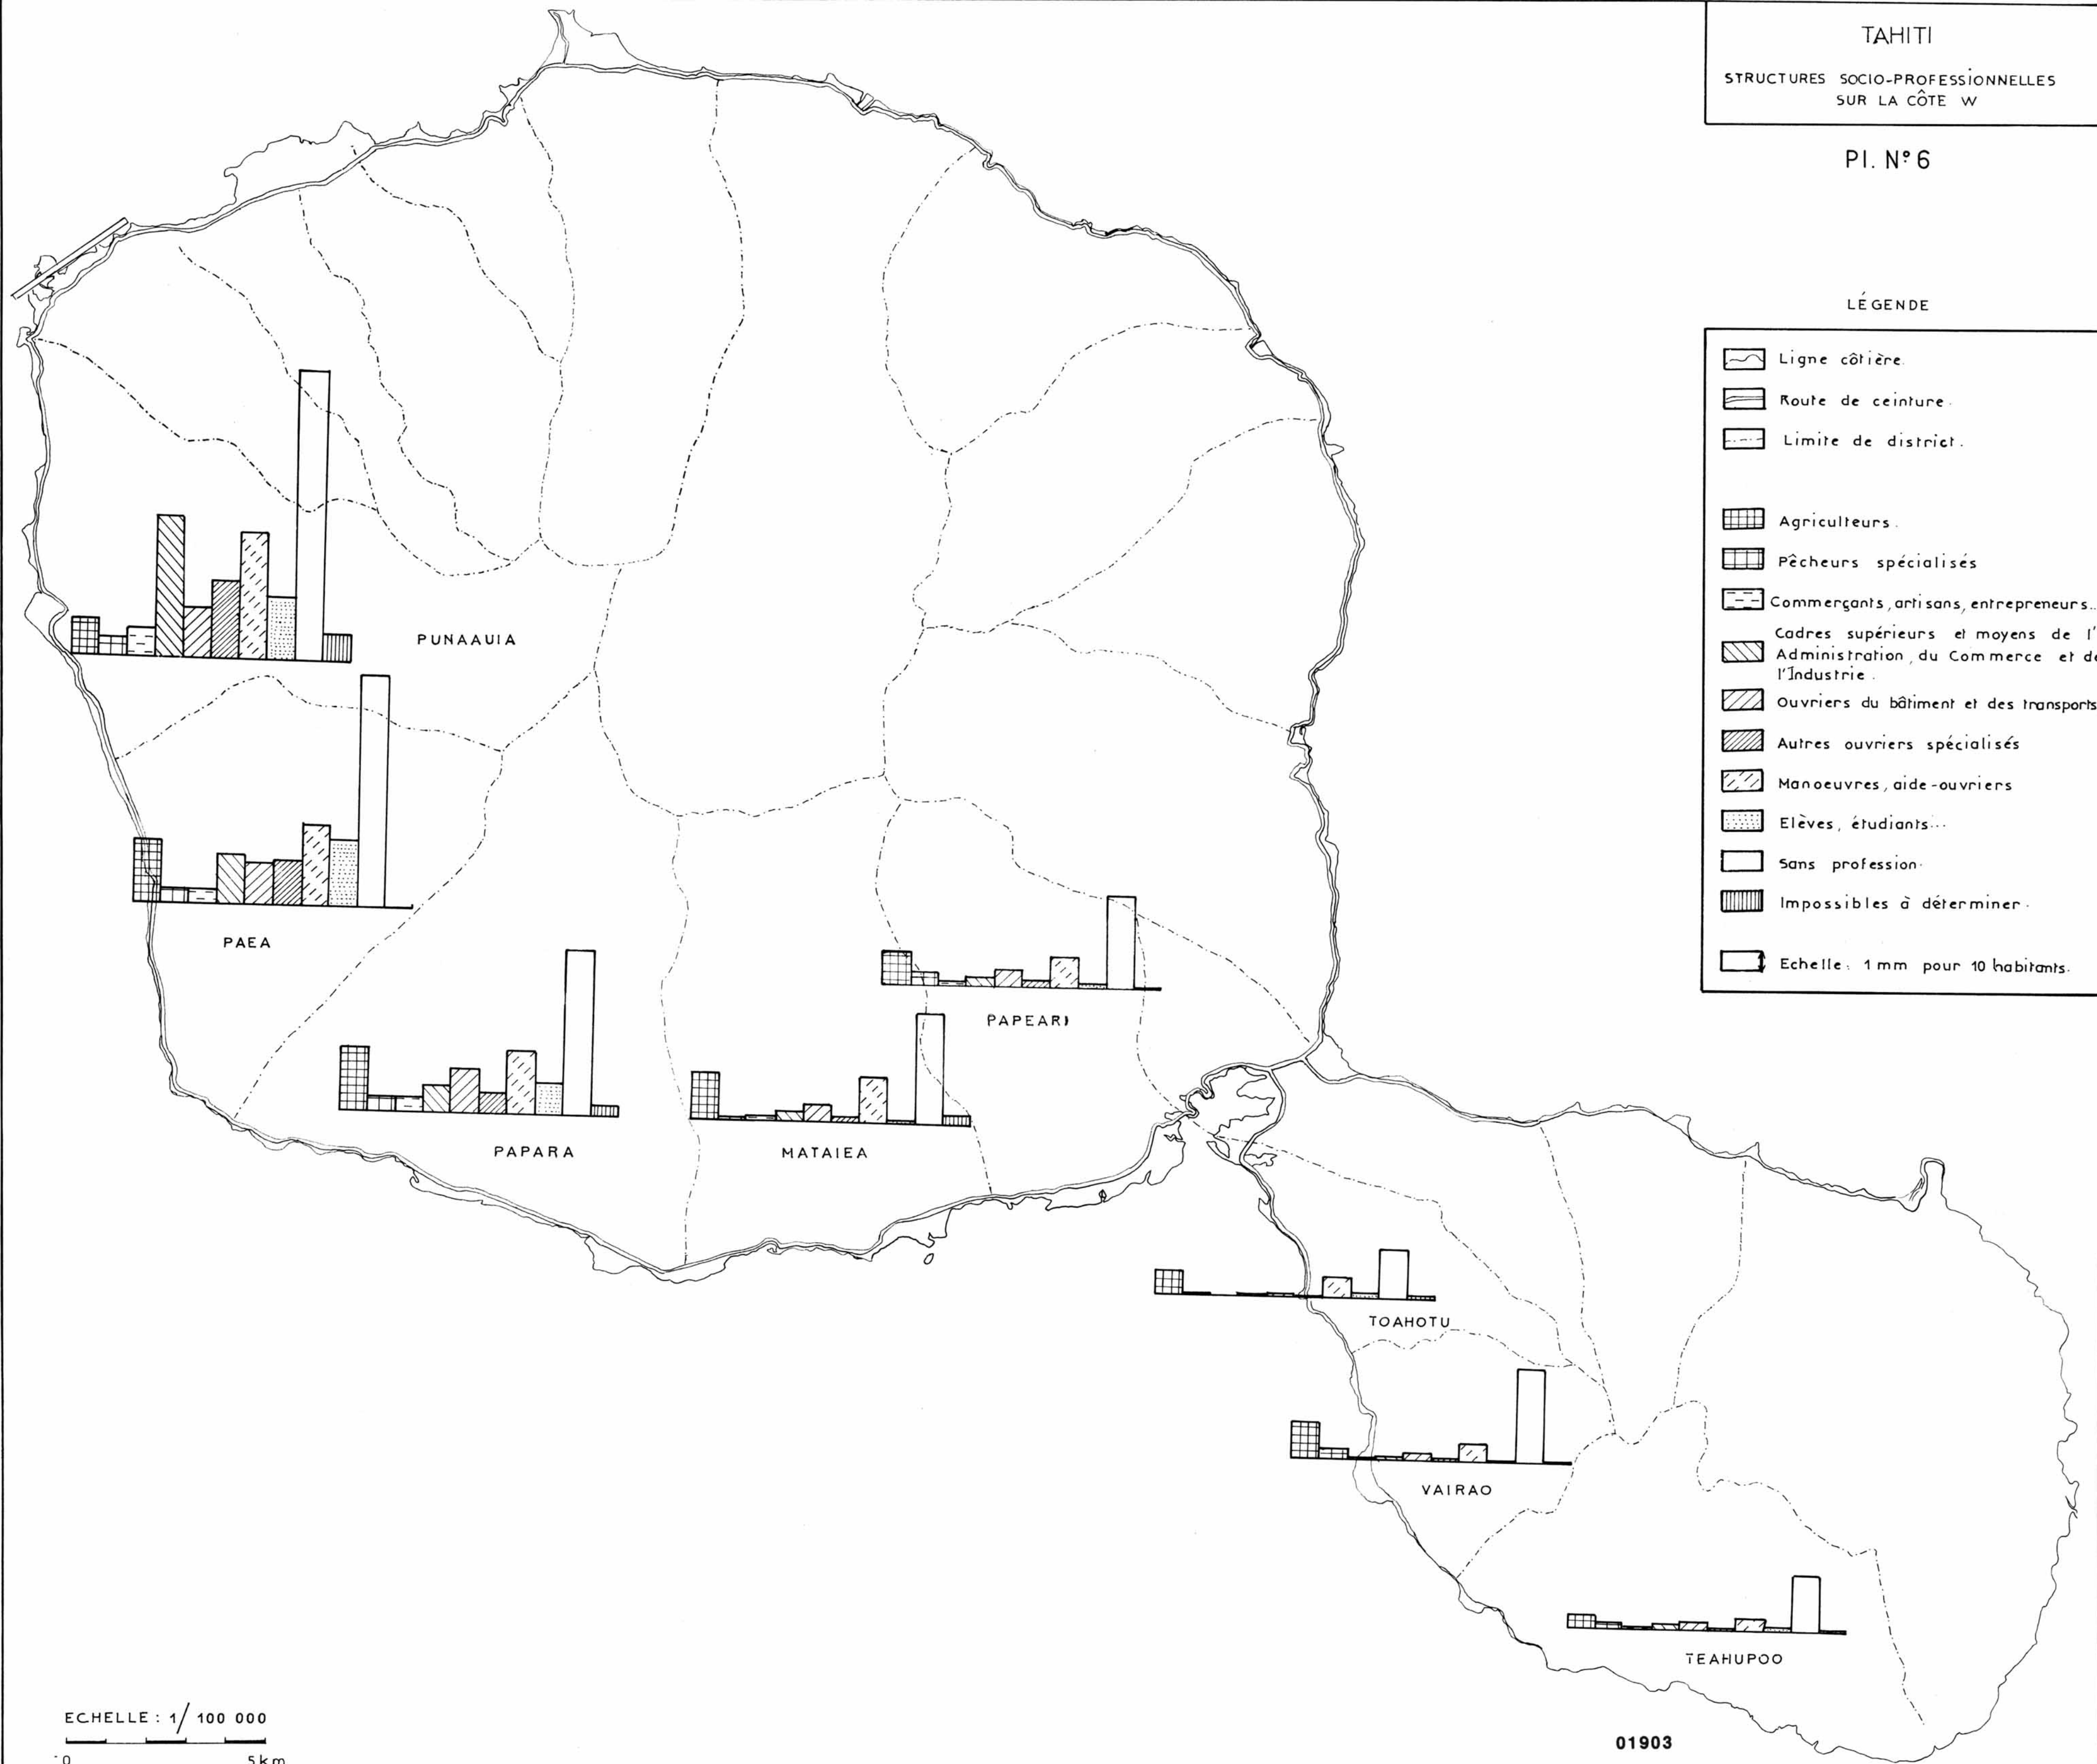 TAHITI
STRUCTURES SOCIO-PROFESSIONNELLES
SUR LA CÔTE W
Pl. N° 6
LÉGENDE
Ligne côtière.
Route de ceinture.
Limite de district.
Agriculteurs.
Pêcheurs spécialisés
Commerçants, artisans, entrepreneurs..
Cadres supérieurs et moyens de l'
Administration, du Commerce et de
l'Industrie.
Ouvriers du bâtiment et des transports
Autres ouvriers spécialisés
Manoeuvres, aide-ouvriers
Elèves, étudiants...
Sans profession.
Impossibles à déterminer.
Echelle: 1 mm pour 10 habitants.
PUNAAUIA
PAEA
PAPEARI
PAPARA
MATAIEA
TOAHOTU
VAIRAO
TEAHUPOO
ECHELLE : 1/ 100 000
0 5 km
01903